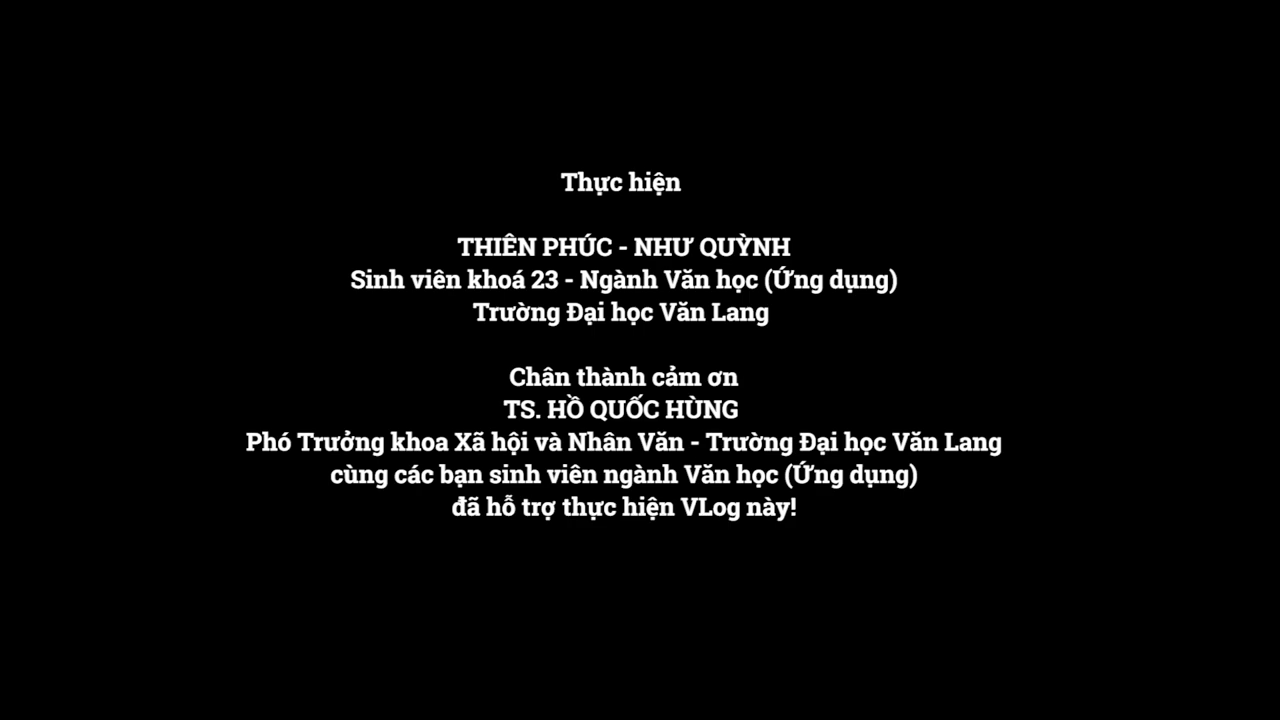 Thực hiện
THIÊN PHÚC - NHƯ QUỲNH
Sinh viên khoá 23 - Ngành Văn học (Ứng dụng)
Trường Đại học Văn Lang
Chân thành cảm ơn
TS. HỒ QUỐC HÙNG
Phó Trưởng khoa Xã hội và Nhân Văn - Trường Đại học Văn Lang
cùng các bạn sinh viên ngành Văn học (Ứng dụng)
đã hỗ trợ thực hiện VLog này!